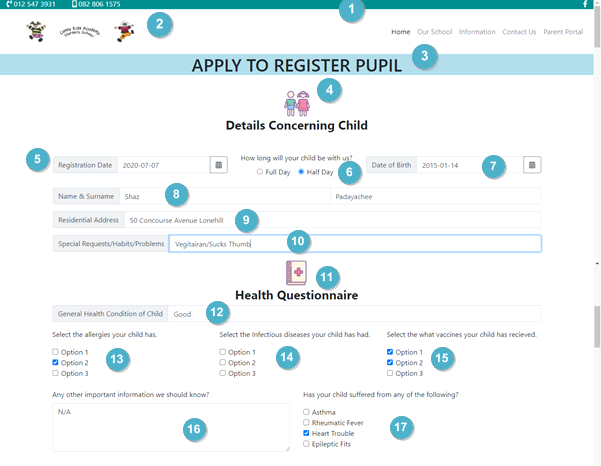 012 547 3931 082 806 1575 1
2 Home Our School Information Contact Us Parent Portal
3
APPLY TO REGISTER PUPIL
4
Details Concerning Child
How long will your child be with us?
5 Registration Date 2020-07-07 Full Day Half Day 6 Date of Birth 2015-01-14 7
Name & Surname Shaz 8 Padayachee
Residential Address 50 Concourse Avenue Lonehill 9
Special Requests/Habits/Problems Vegitairan/Sucks Thumb 10
11
Health Questionnaire
General Health Condition of Child Good 12
Select the allergies your child has. Select the Infectious diseases your child has had. Select the what vaccines your child has recieved.
Option 1 Option 1 Option 1
Option 2 13 Option 2 14 Option 2 15
Option 3 Option 3 Option 3
Any other important information we should know? Has your child suffered from any of the following?
N/A Asthma
Rheumatic Fever
16 Heart Trouble 17
Epileptic Fits